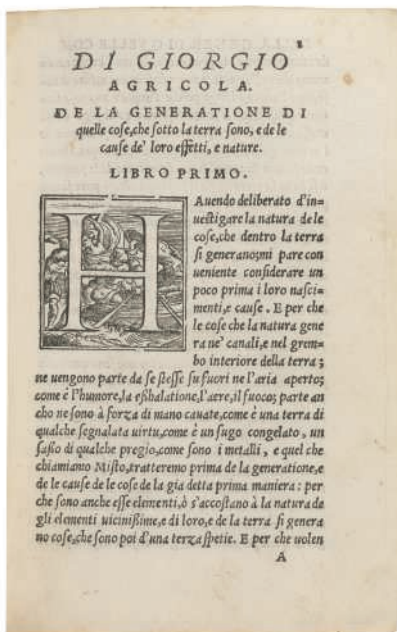 DI GIORGIO
AGRICOLA.
DE LA GENERATIONE DI
quelle coſe, che ſotto la terra ſono, e de le
cauſe de' loro effetti, e nature.
LIBRO PRIMO.
HAuendo deliberato d'in=
ueſtigare la natura de le
coſe, che dentro la terra
ſi generano; mi pare con
ueniente conſiderare un
poco prima i loro naſci=
menti, e cauſe. E per che
le coſe che la natura gene
ra ne' canali, e nel grem=
bo interiore della terra;
ne uengono parte da ſe ſteſſe ſu fuori ne l'aria aperto;
come è l'humore, la eßhalatione, l'aere, il fuoco; parte an
cho ne ſono à forza di mano cauate, come è una terra di
qualche ſegnalata uirtu, come è un ſugo congelato, un
ſaſſo di qualche pregio, come ſono i metalli, e quel che
chiamiamo Miſto, tratteremo prima de la generatione, e
de le cauſe de le coſe de la gia detta prima maniera: per
che ſono anche eſſe elementi, ò s'accoſtano à la natura de
gli elementi uicinißime, e di loro, e de la terra ſi genera
no coſe, che ſono poi d'una terza ſpetie. E per che uolen
A